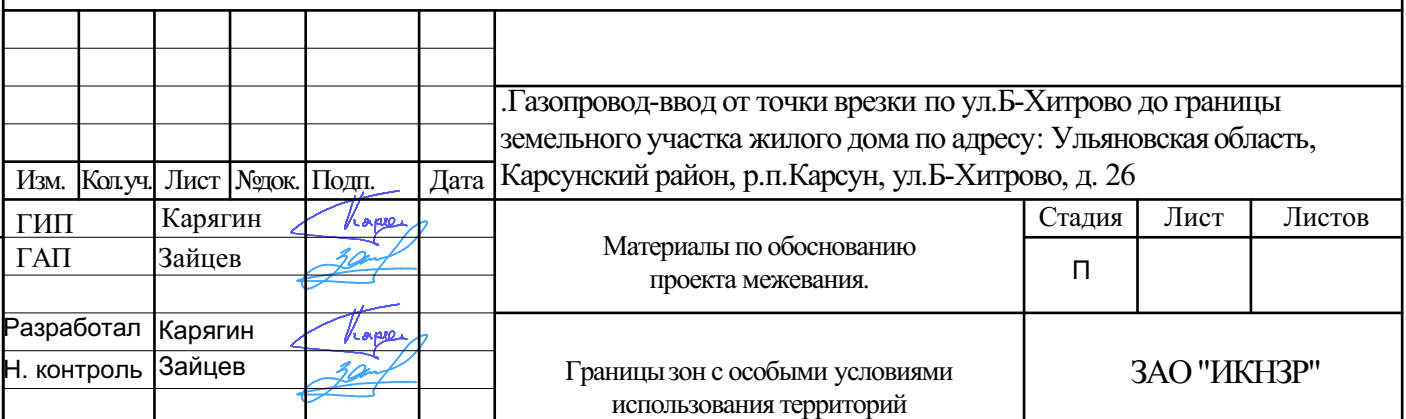 .Газопровод-ввод от точки врезки по ул.Б-Хитрово до границы
земельного участка жилого дома по адресу: Ульяновская область,
Карсунский район, р.п.Карсун, ул.Б-Хитрово, д. 26
Изм. Кол.уч. Лист №док. Подп. Дата
ГИП Карягин
ГАП Зайцев
Разработал Карягин
Н. контроль Зайцев
Материалы по обоснованию
проекта межевания.
Стадия Лист Листов
П
Границы зон с особыми условиями
использования территорий
ЗАО "ИКНЗР"